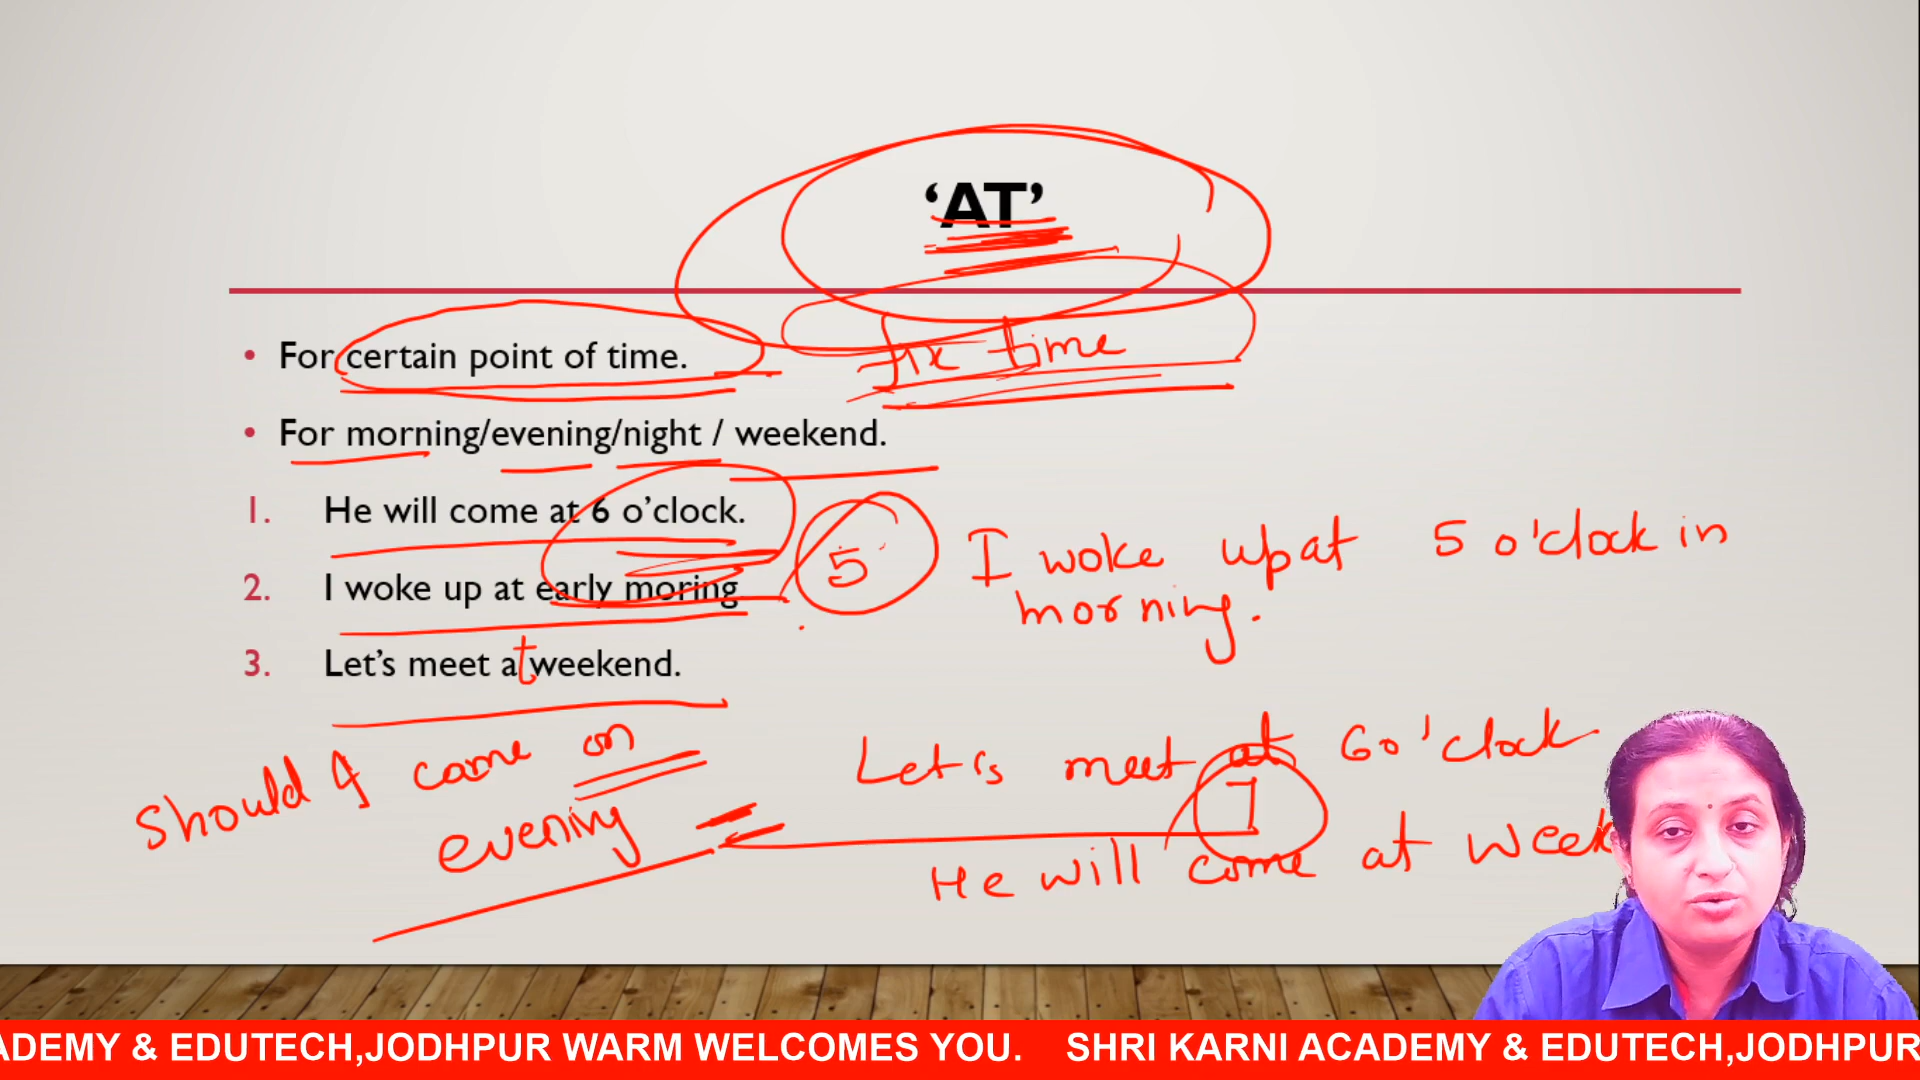 ‘AT’
• For certain point of time.
fix time
• For morning/evening/night / weekend.
1. He will come at 6 o’clock.
2. I woke up at early moring
5
I woke up at 5 o'clock in
morning.
3. Let’s meet at weekend.
should I come on
evening
Let's meet at 6 o'clock
7
He will come at week
ADEMY & EDUTECH,JODHPUR WARM WELCOMES YOU. SHRI KARNI ACADEMY & EDUTECH,JODHPUR